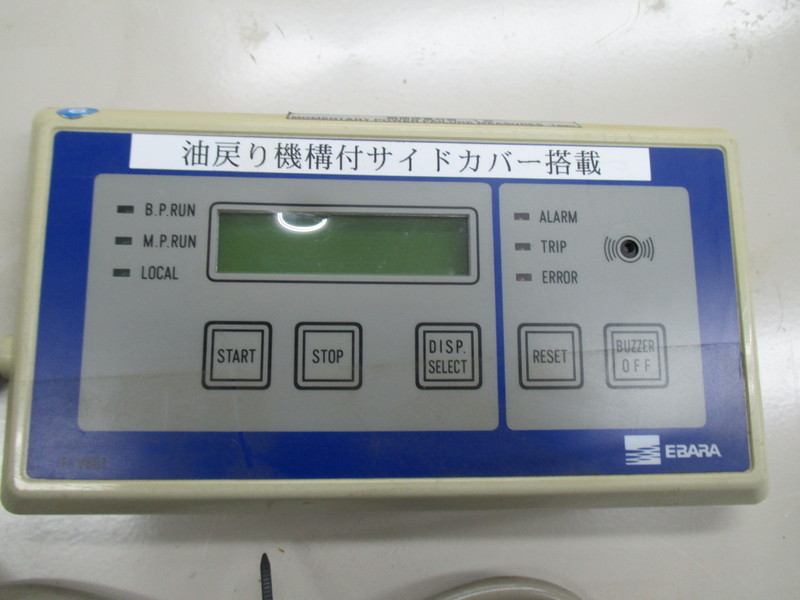 油戻り機構付サイドカバー搭載
B.P.RUN
M.P.RUN
LOCAL
ALARM
TRIP
ERROR
START
STOP
DISP.
SELECT
RESET
BUZZER
OFF
EBARA